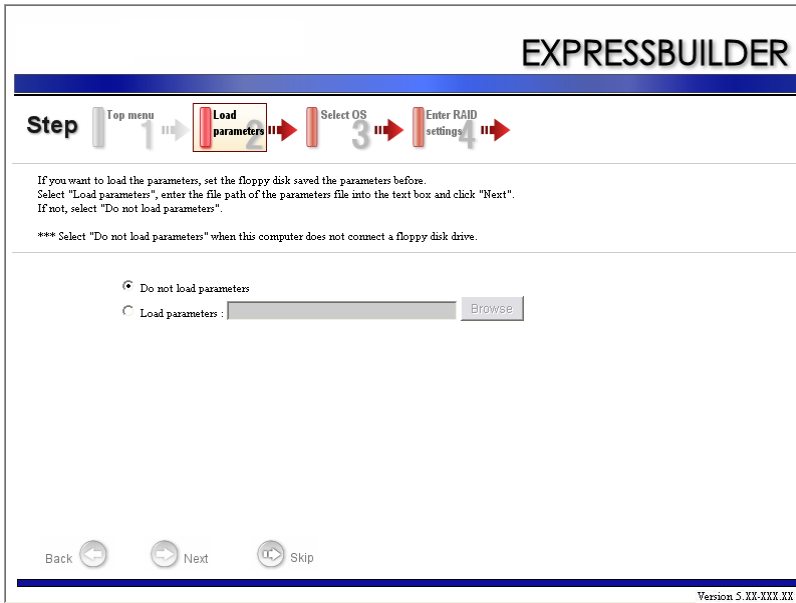 EXPRESSBUILDER
Step
Top menu
1
Load
parameters
2
Select OS
3
Enter RAID
settings
4
If you want to load the parameters, set the floppy disk saved the parameters before.
Select "Load parameters", enter the file path of the parameters file into the text box and click "Next".
If not, select "Do not load parameters".
*** Select "Do not load parameters" when this computer does not connect a floppy disk drive.
Do not load parameters
Load parameters :
Browse
Back
Next
Skip
Version 5.XX-XXX.XX